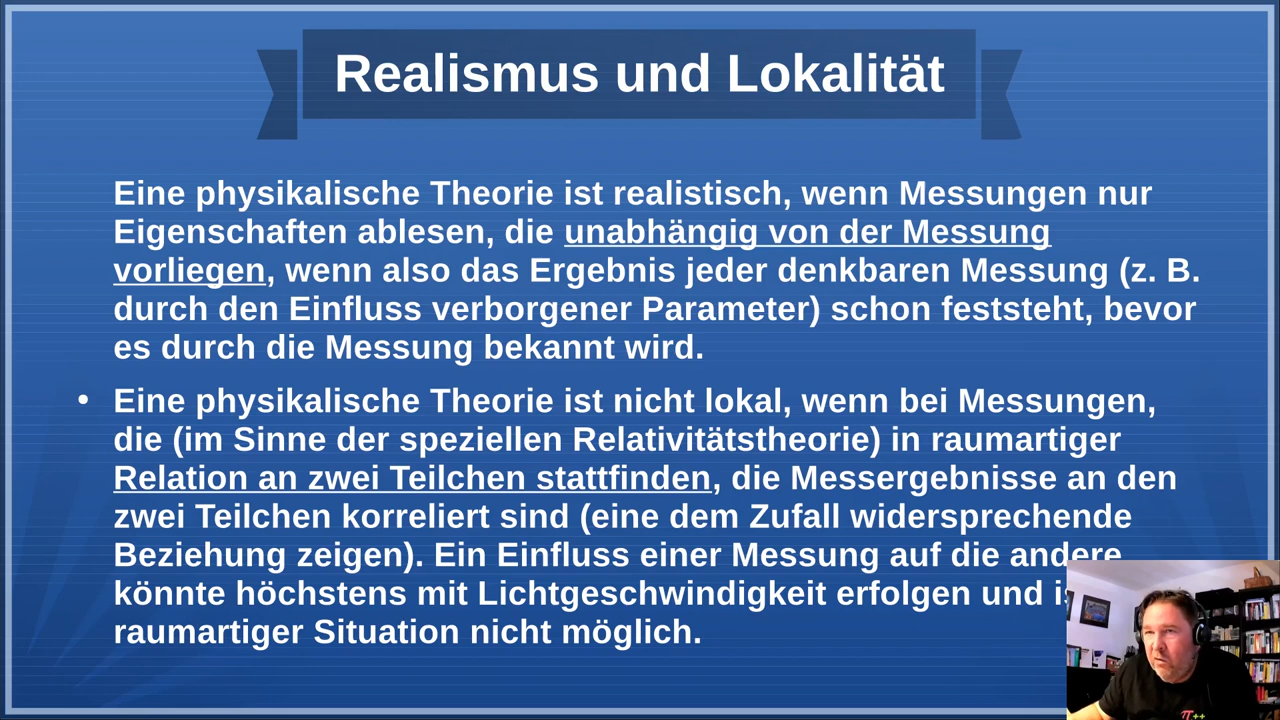 Realismus und Lokalität
Eine physikalische Theorie ist realistisch, wenn Messungen nur
Eigenschaften ablesen, die unabhängig von der Messung
vorliegen, wenn also das Ergebnis jeder denkbaren Messung (z. B.
durch den Einfluss verborgener Parameter) schon feststeht, bevor
es durch die Messung bekannt wird.
• Eine physikalische Theorie ist nicht lokal, wenn bei Messungen,
die (im Sinne der speziellen Relativitätstheorie) in raumartiger
Relation an zwei Teilchen stattfinden, die Messergebnisse an den
zwei Teilchen korreliert sind (eine dem Zufall widersprechende
Beziehung zeigen). Ein Einfluss einer Messung auf die andere
könnte höchstens mit Lichtgeschwindigkeit erfolgen und
raumartiger Situation nicht möglich.
π++